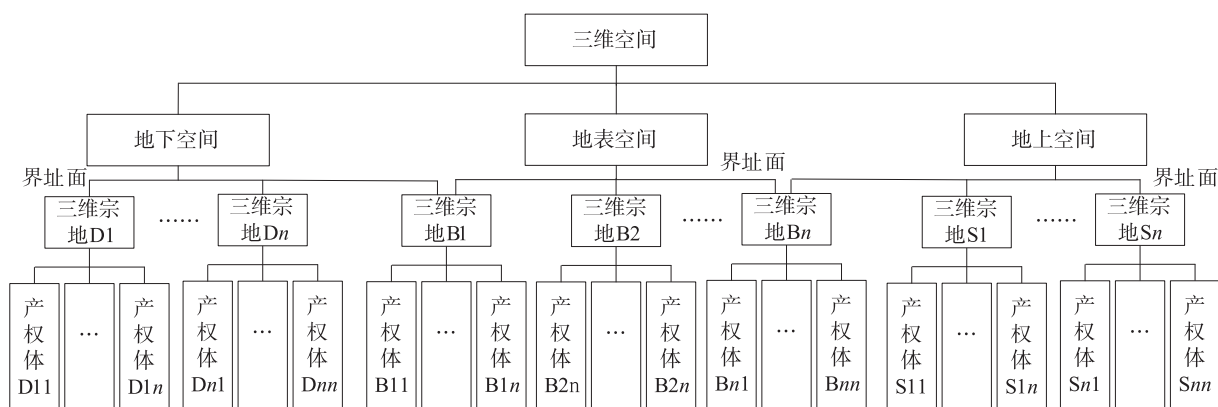 三维空间
地下空间
地表空间
地上空间
界址面
界址面
界址面
三维宗
地D1
……
三维宗
地Dn
三维宗
地B1
三维宗
地B2
……
三维宗
地Bn
三维宗
地S1
……
三维宗
地Sn
产
权
体
D11
…
产
权
体
D1n
产
权
体
Dn1
…
产
权
体
Dnn
产
权
体
B11
…
产
权
体
B1n
产
权
体
B2n
…
产
权
体
B2n
产
权
体
Bn1
…
产
权
体
Bnn
产
权
体
S11
…
产
权
体
S1n
产
权
体
Sn1
…
产
权
体
Snn